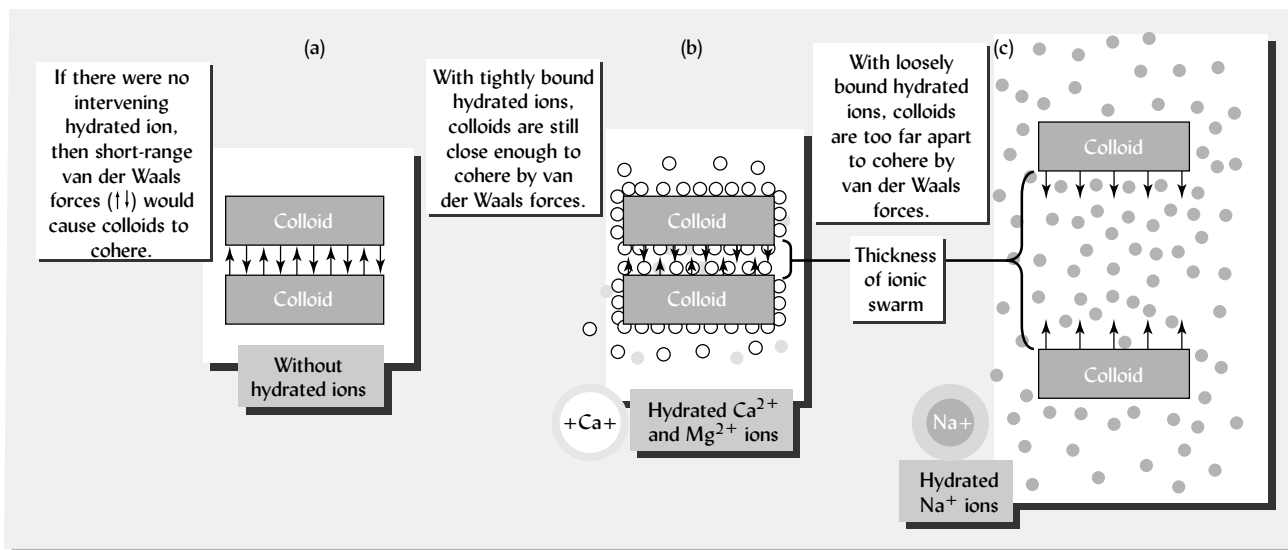 (a)
If there were no
intervening
hydrated ion,
then short-range
van der Waals
forces (↑↓) would
cause colloids to
cohere.
Colloid
Colloid
Without
hydrated ions
(b)
With tightly bound
hydrated ions,
colloids are still
close enough to
cohere by van
der Waals forces.
Colloid
Colloid
+Ca+
Hydrated Ca²⁺
and Mg²⁺ ions
Thickness
of ionic
swarm
(c)
With loosely
bound hydrated
ions, colloids
are too far apart
to cohere by
van der Waals
forces.
Colloid
Colloid
Na+
Hydrated
Na⁺ ions